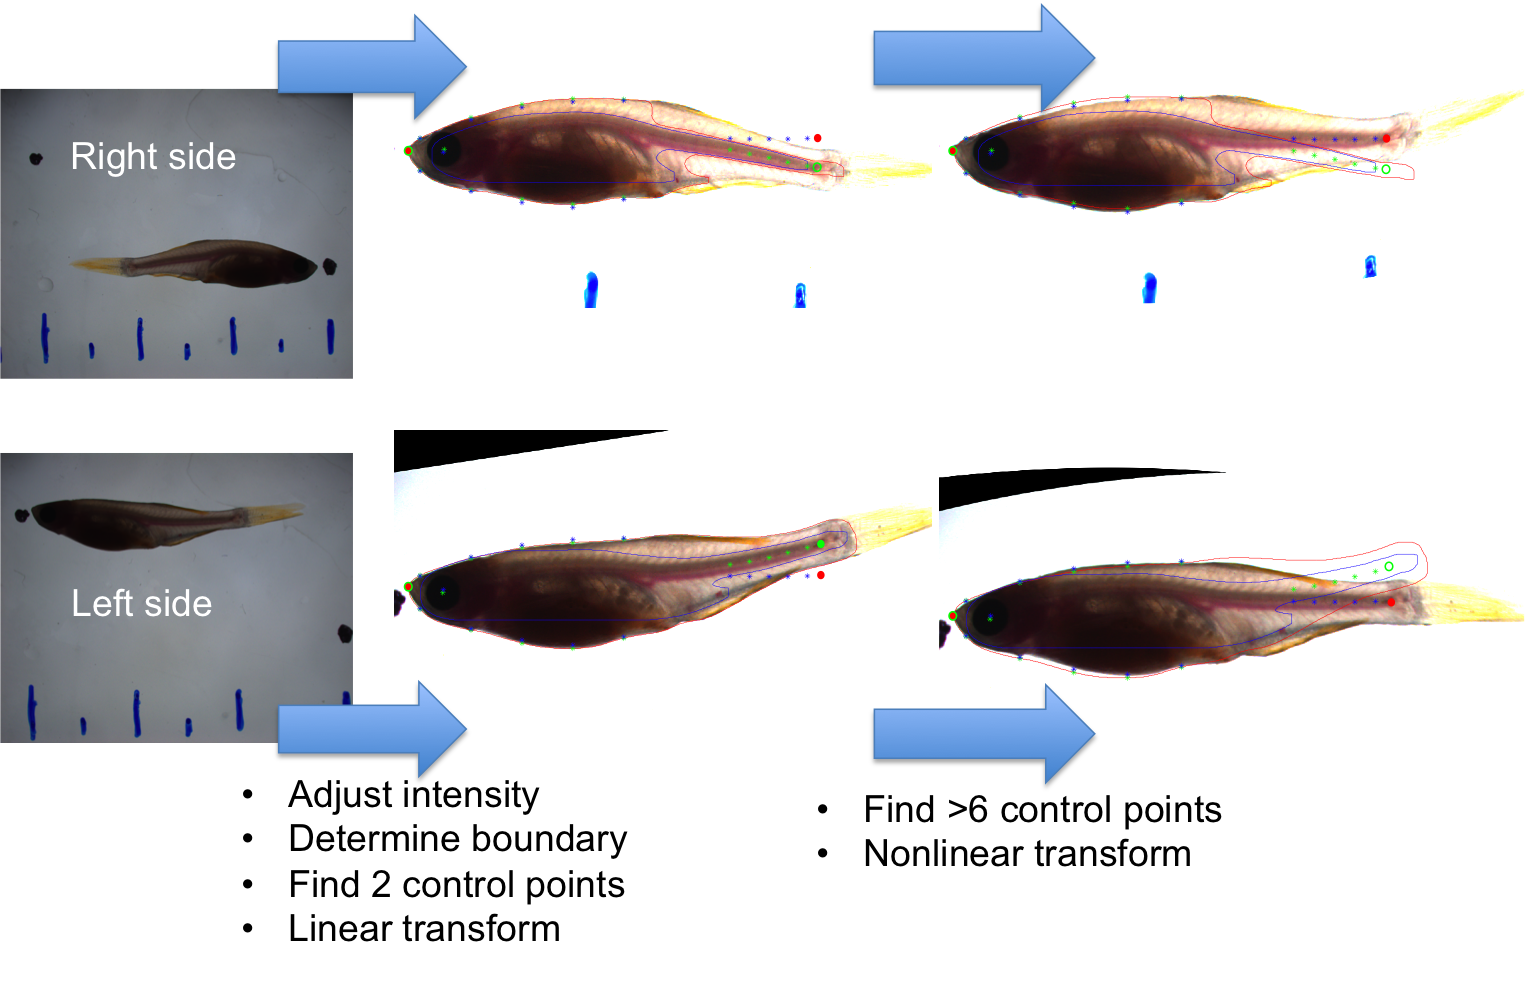 Right side
Left side
• Adjust intensity
• Determine boundary
• Find 2 control points
• Linear transform
• Find >6 control points
• Nonlinear transform